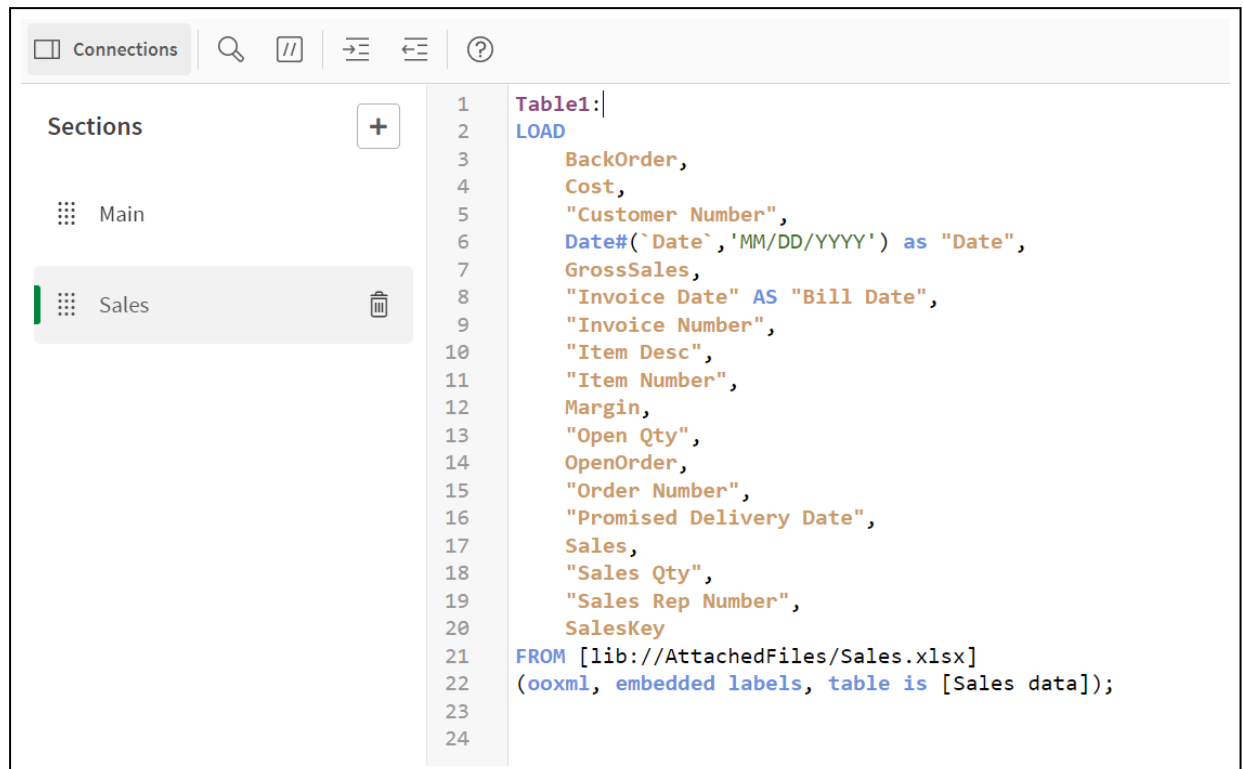 Connections
//
?
Sections
+
Main
Sales
1 Table1:
2 LOAD
3 BackOrder,
4 Cost,
5 "Customer Number",
6 Date#(`Date`,'MM/DD/YYYY') as "Date",
7 GrossSales,
8 "Invoice Date" AS "Bill Date",
9 "Invoice Number",
10 "Item Desc",
11 "Item Number",
12 Margin,
13 "Open Qty",
14 OpenOrder,
15 "Order Number",
16 "Promised Delivery Date",
17 Sales,
18 "Sales Qty",
19 "Sales Rep Number",
20 SalesKey
21 FROM [lib://AttachedFiles/Sales.xlsx]
22 (ooxml, embedded labels, table is [Sales data]);
23
24